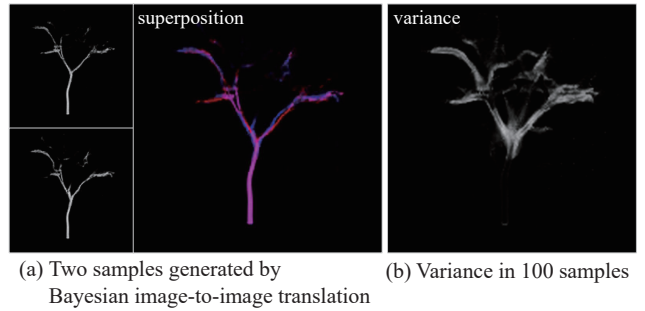 superposition
variance
(a) Two samples generated by
Bayesian image-to-image translation
(b) Variance in 100 samples